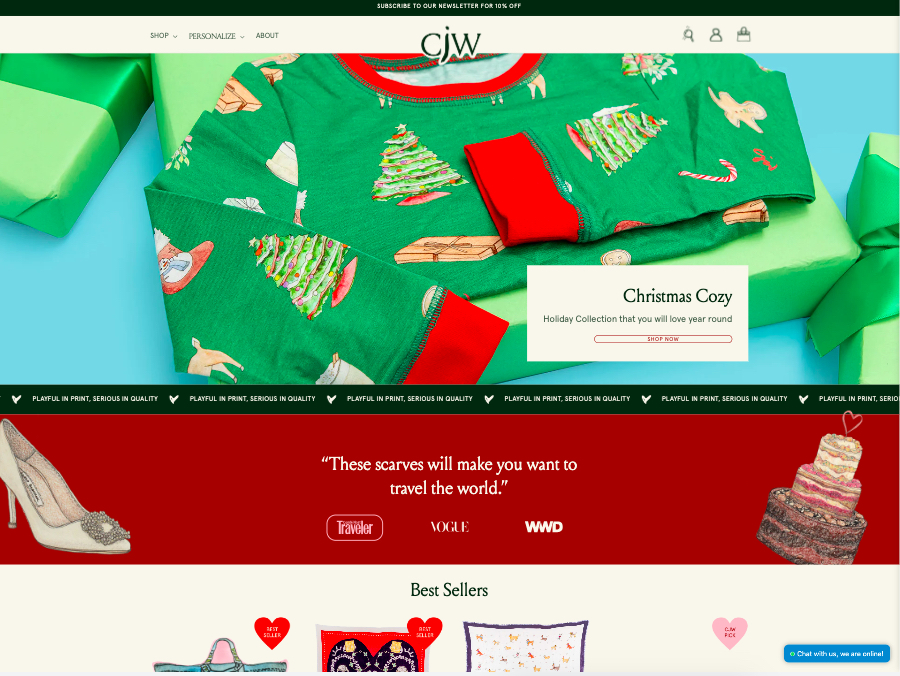 SUBSCRIBE TO OUR NEWSLETTER FOR 10% OFF
SHOP
PERSONALIZE
ABOUT
CJW
Christmas Cozy
Holiday Collection that you will love year round
SHOP NOW
PLAYFUL IN PRINT, SERIOUS IN QUALITY PLAYFUL IN PRINT, SERIOUS IN QUALITY PLAYFUL IN PRINT, SERIOUS IN QUALITY PLAYFUL IN PRINT, SERIOUS IN QUALITY PLAYFUL IN PRINT, SERIOUS IN QUALITY PLAYFUL IN PRINT, SERIO
“These scarves will make you want to
travel the world.”
Traveler
VOGUE
WWD
Best Sellers
BEST
SELLER
BEST
SELLER
CJW
PICK
Chat with us, we are online!